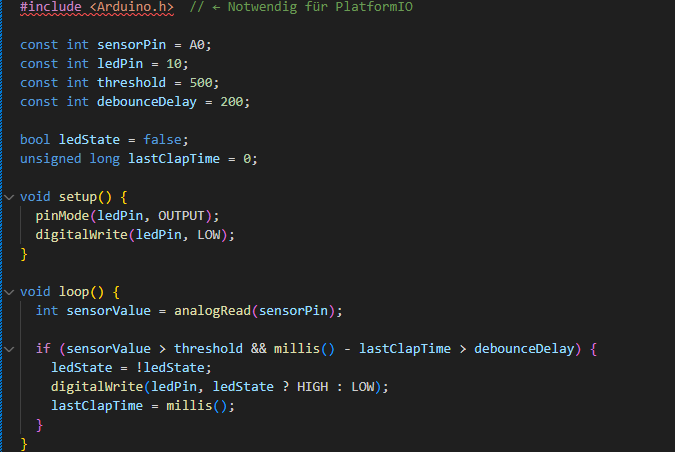 #include <Arduino.h>  // ← Notwendig für PlatformIO
const int sensorPin = A0;
const int ledPin = 10;
const int threshold = 500;
const int debounceDelay = 200;
bool ledState = false;
unsigned long lastClapTime = 0;
void setup() {
  pinMode(ledPin, OUTPUT);
  digitalWrite(ledPin, LOW);
}
void loop() {
  int sensorValue = analogRead(sensorPin);
  if (sensorValue > threshold && millis() - lastClapTime > debounceDelay) {
    ledState = !ledState;
    digitalWrite(ledPin, ledState ? HIGH : LOW);
    lastClapTime = millis();
  }
}